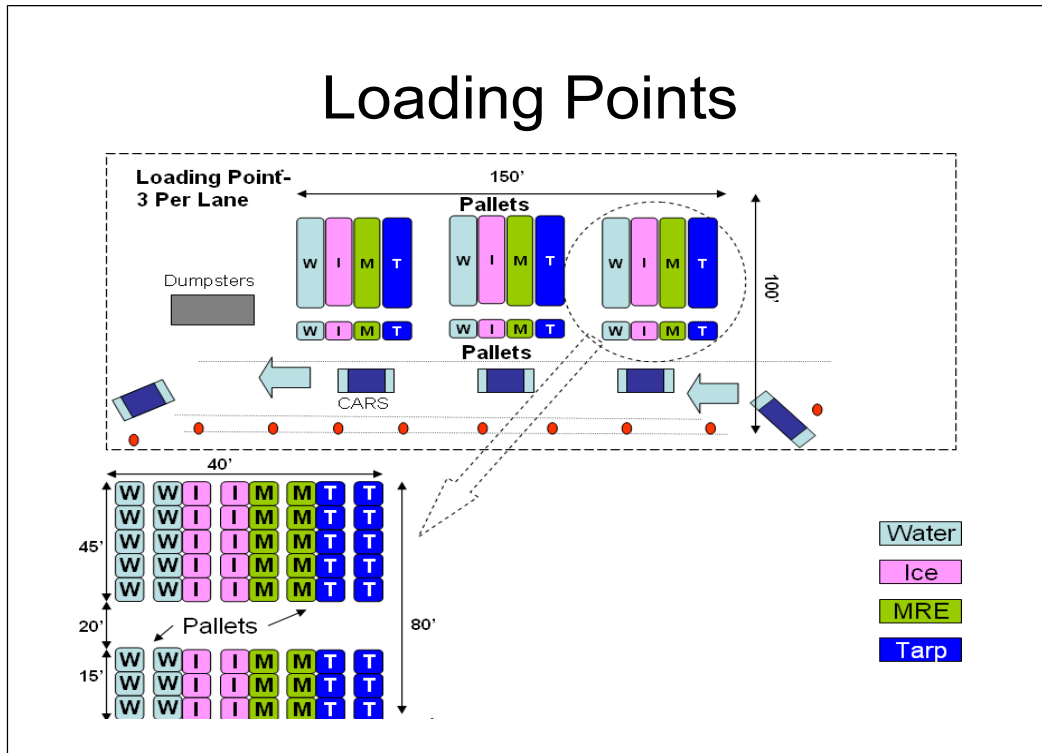 Loading Points
Loading Point-
3 Per Lane
150'
Pallets
W I M T W I M T W I M T
100'
Dumpsters
W I M T W I M T W I M T
Pallets
CARS
40'
W W I I M M T T
W W I I M M T T
45'
W W I I M M T T
W W I I M M T T
W W I I M M T T
20'
Pallets
80'
W W I I M M T T
15'
W W I I M M T T
W W I I M M T T
Water
Ice
MRE
Tarp